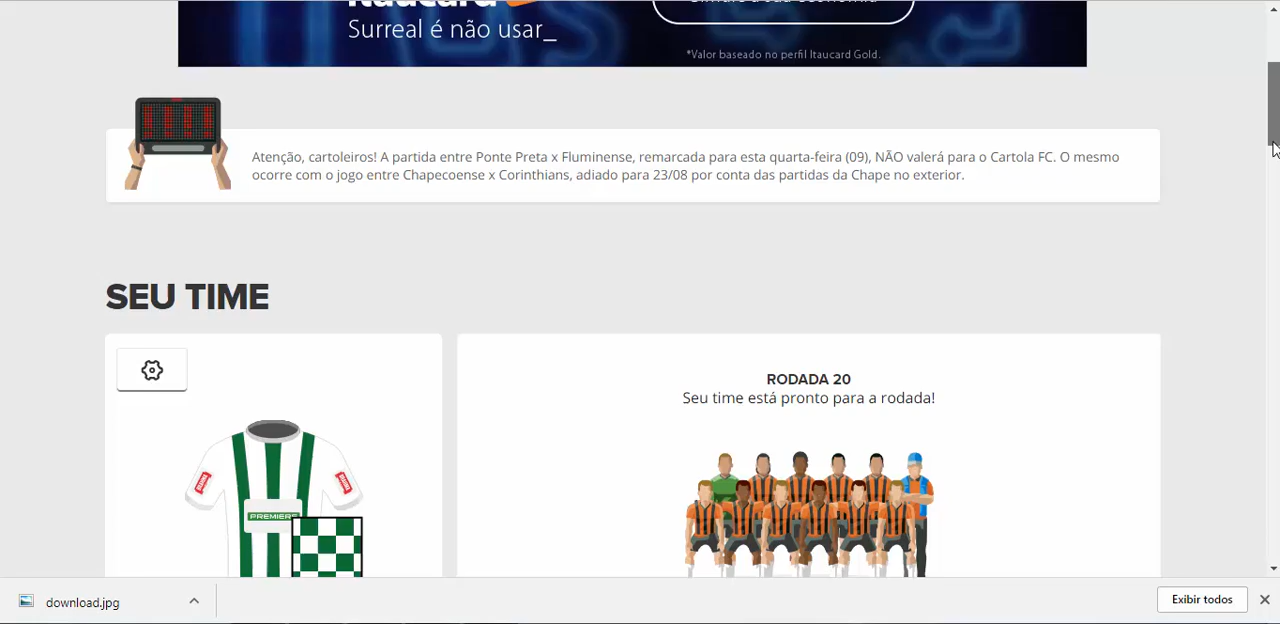 Itaucard
Surreal é não usar_
*Valor baseado no perfil Itaucard Gold.
Atenção, cartoleiros! A partida entre Ponte Preta x Fluminense, remarcada para esta quarta-feira (09), NÃO valerá para o Cartola FC. O mesmo
ocorre com o jogo entre Chapecoense x Corinthians, adiado para 23/08 por conta das partidas da Chape no exterior.
SEU TIME
RODADA 20
Seu time está pronto para a rodada!
PREMIERE
download.jpg
Exibir todos